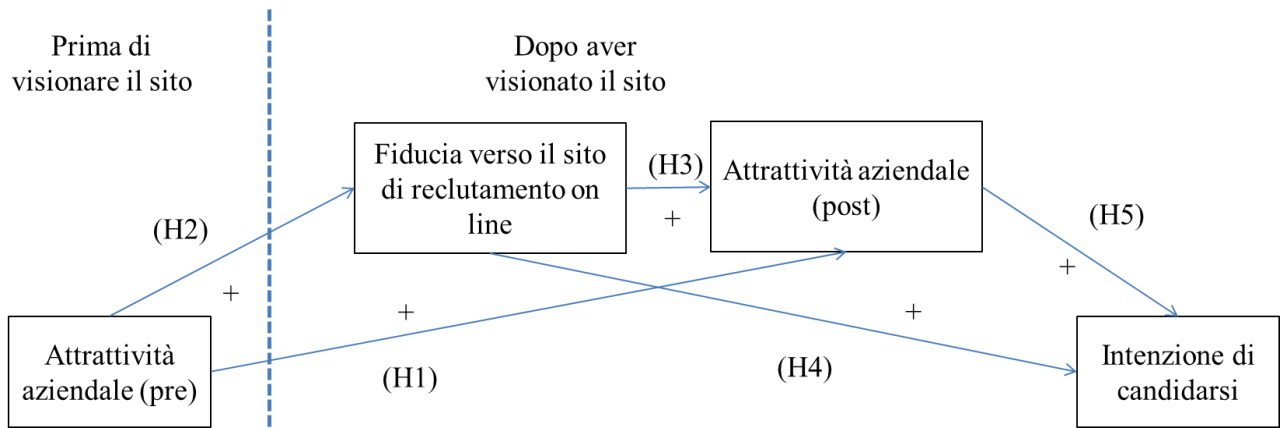 Prima di
visionare il sito
Dopo aver
visionato il sito
Fiducia verso il sito
di reclutamento on
line
(H3)
+
Attrattività aziendale
(post)
(H2)
+
(H5)
+
+
+
Attrattività
aziendale (pre)
(H1)
(H4)
Intenzione di
candidarsi